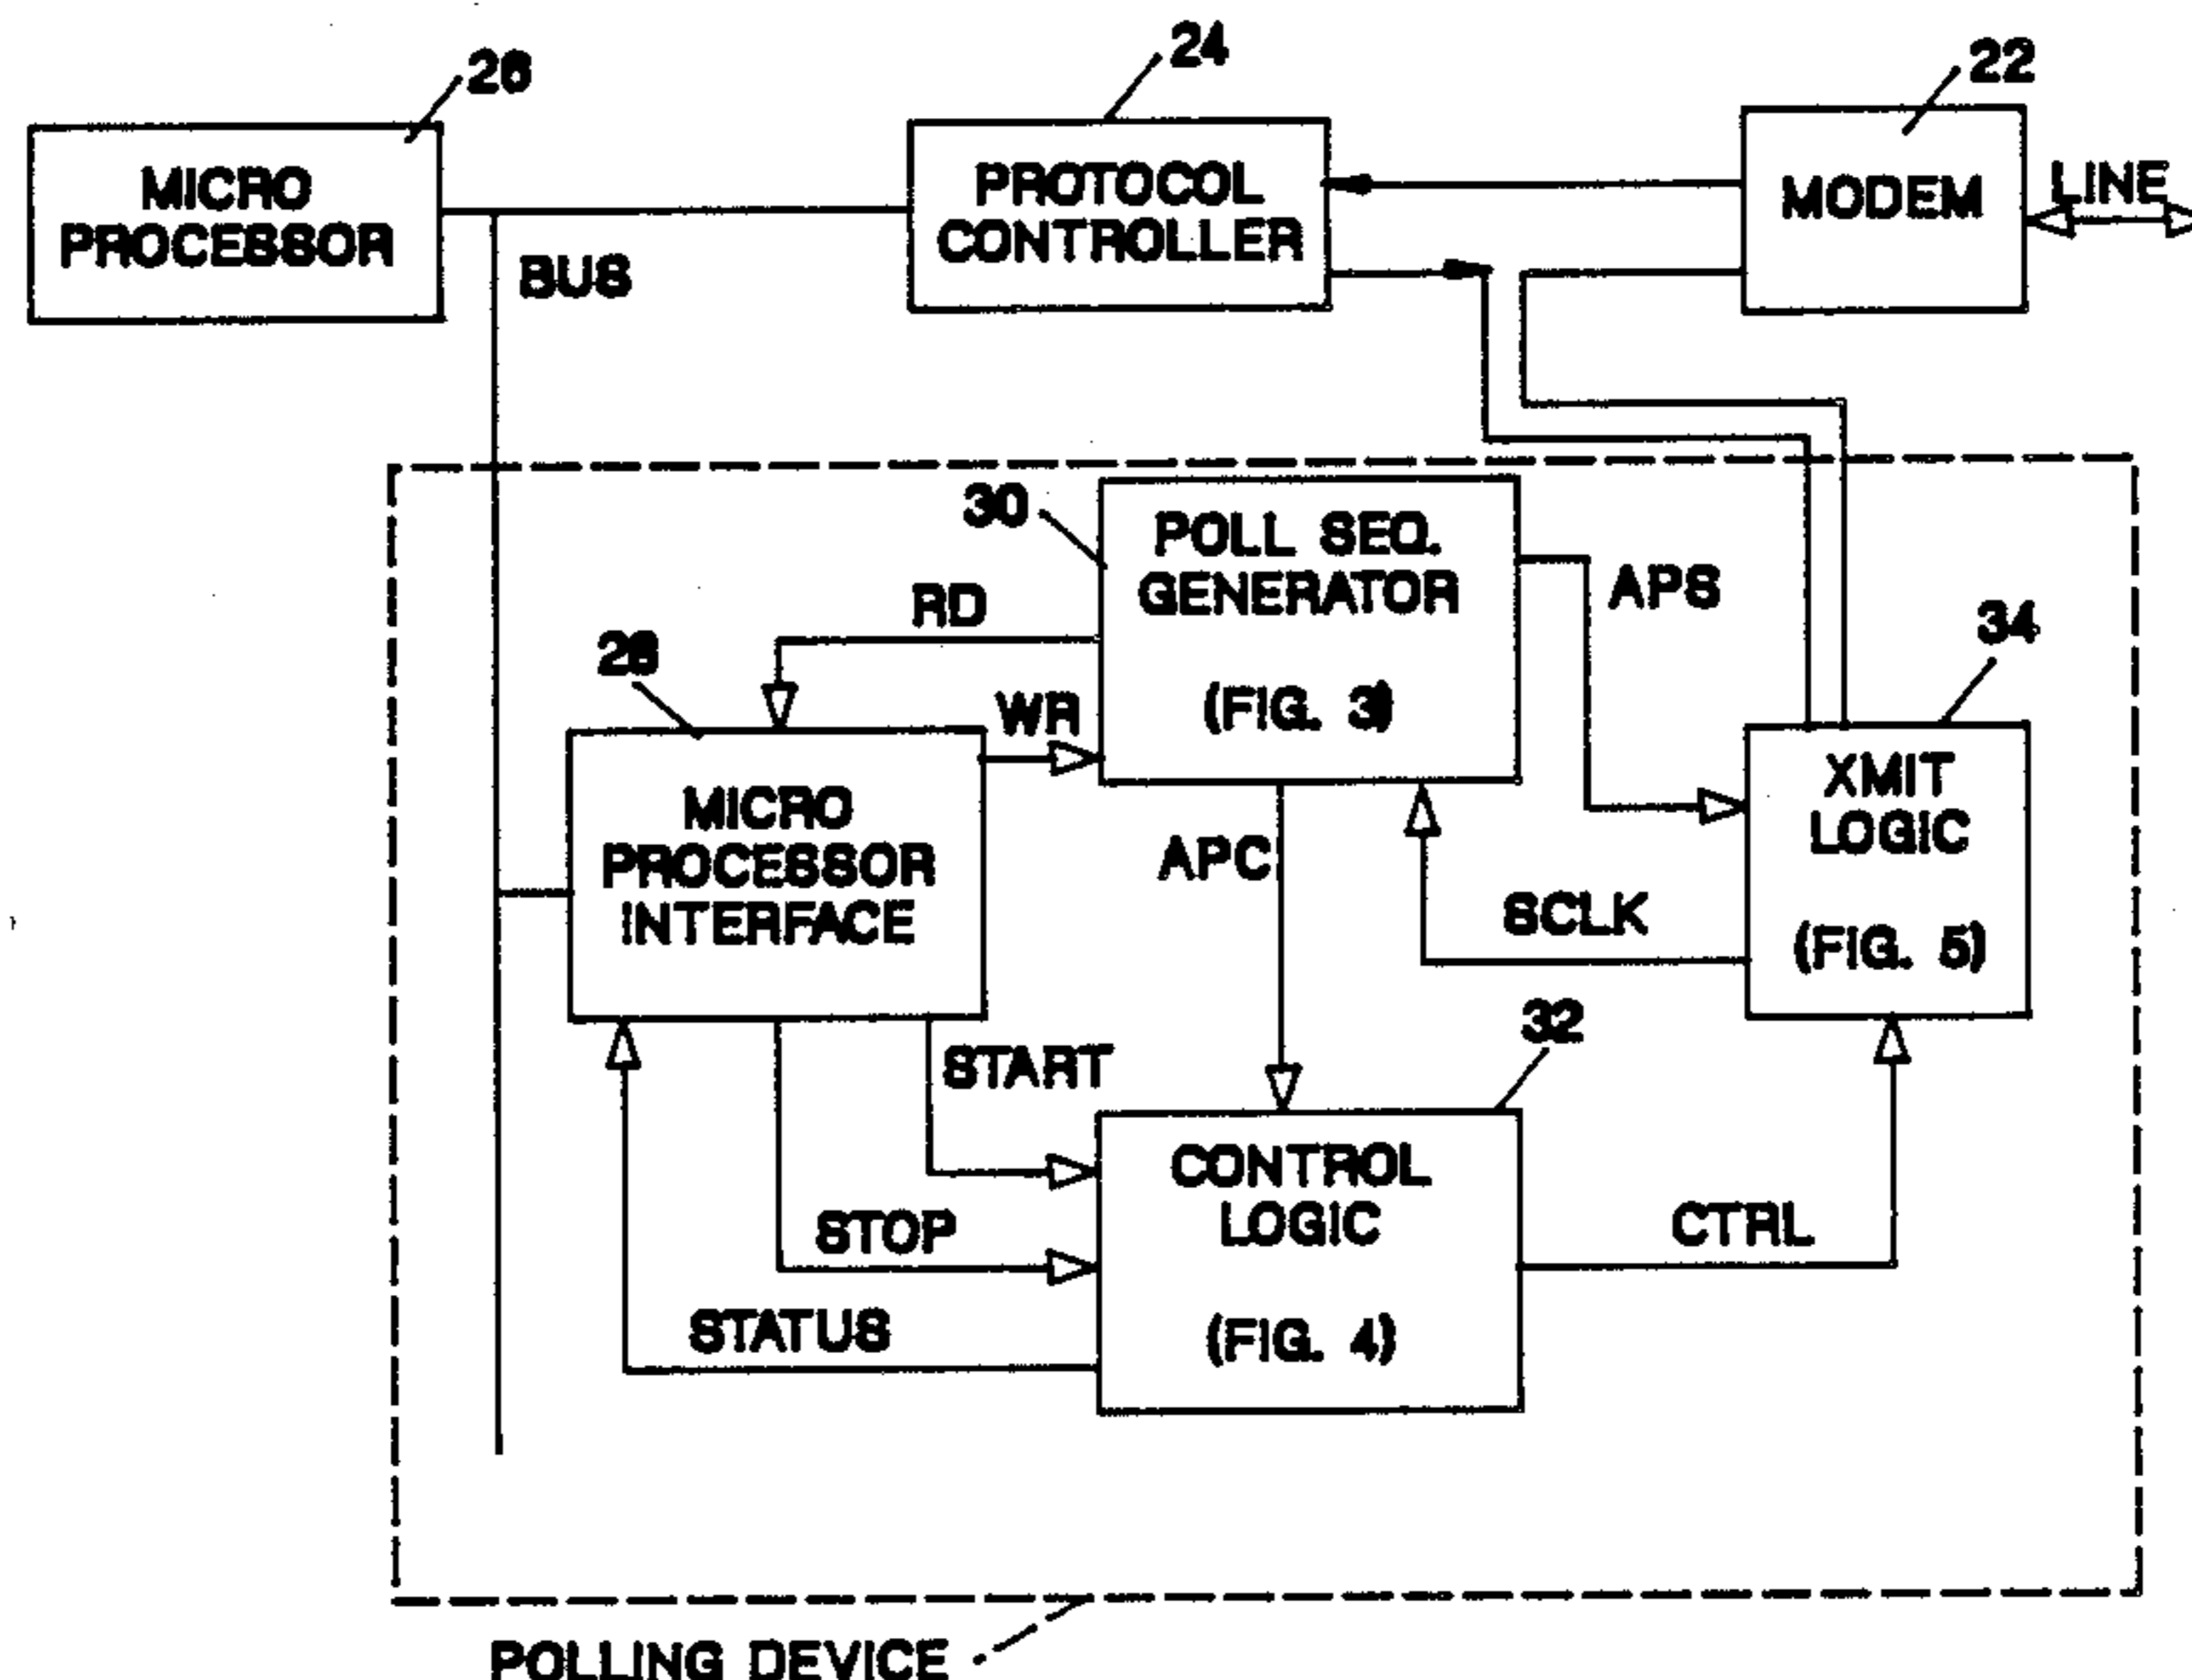 26
24
22
MICRO
PROCESSOR
PROTOCOL
CONTROLLER
MODEM
LINE
BUS
30
POLL SEQ.
GENERATOR
(FIG. 3)
RD
APS
34
28
WR
MICRO
PROCESSOR
INTERFACE
XMIT
LOGIC
(FIG. 5)
APC
SCLK
32
START
CONTROL
LOGIC
(FIG. 4)
STOP
CTRL
STATUS
POLLING DEVICE